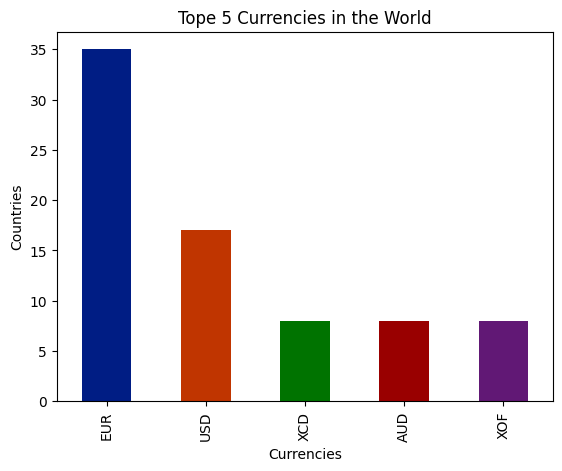 Tope 5 Currencies in the World
Countries
35
30
25
20
15
10
5
0
EUR
USD
XCD
AUD
XOF
Currencies